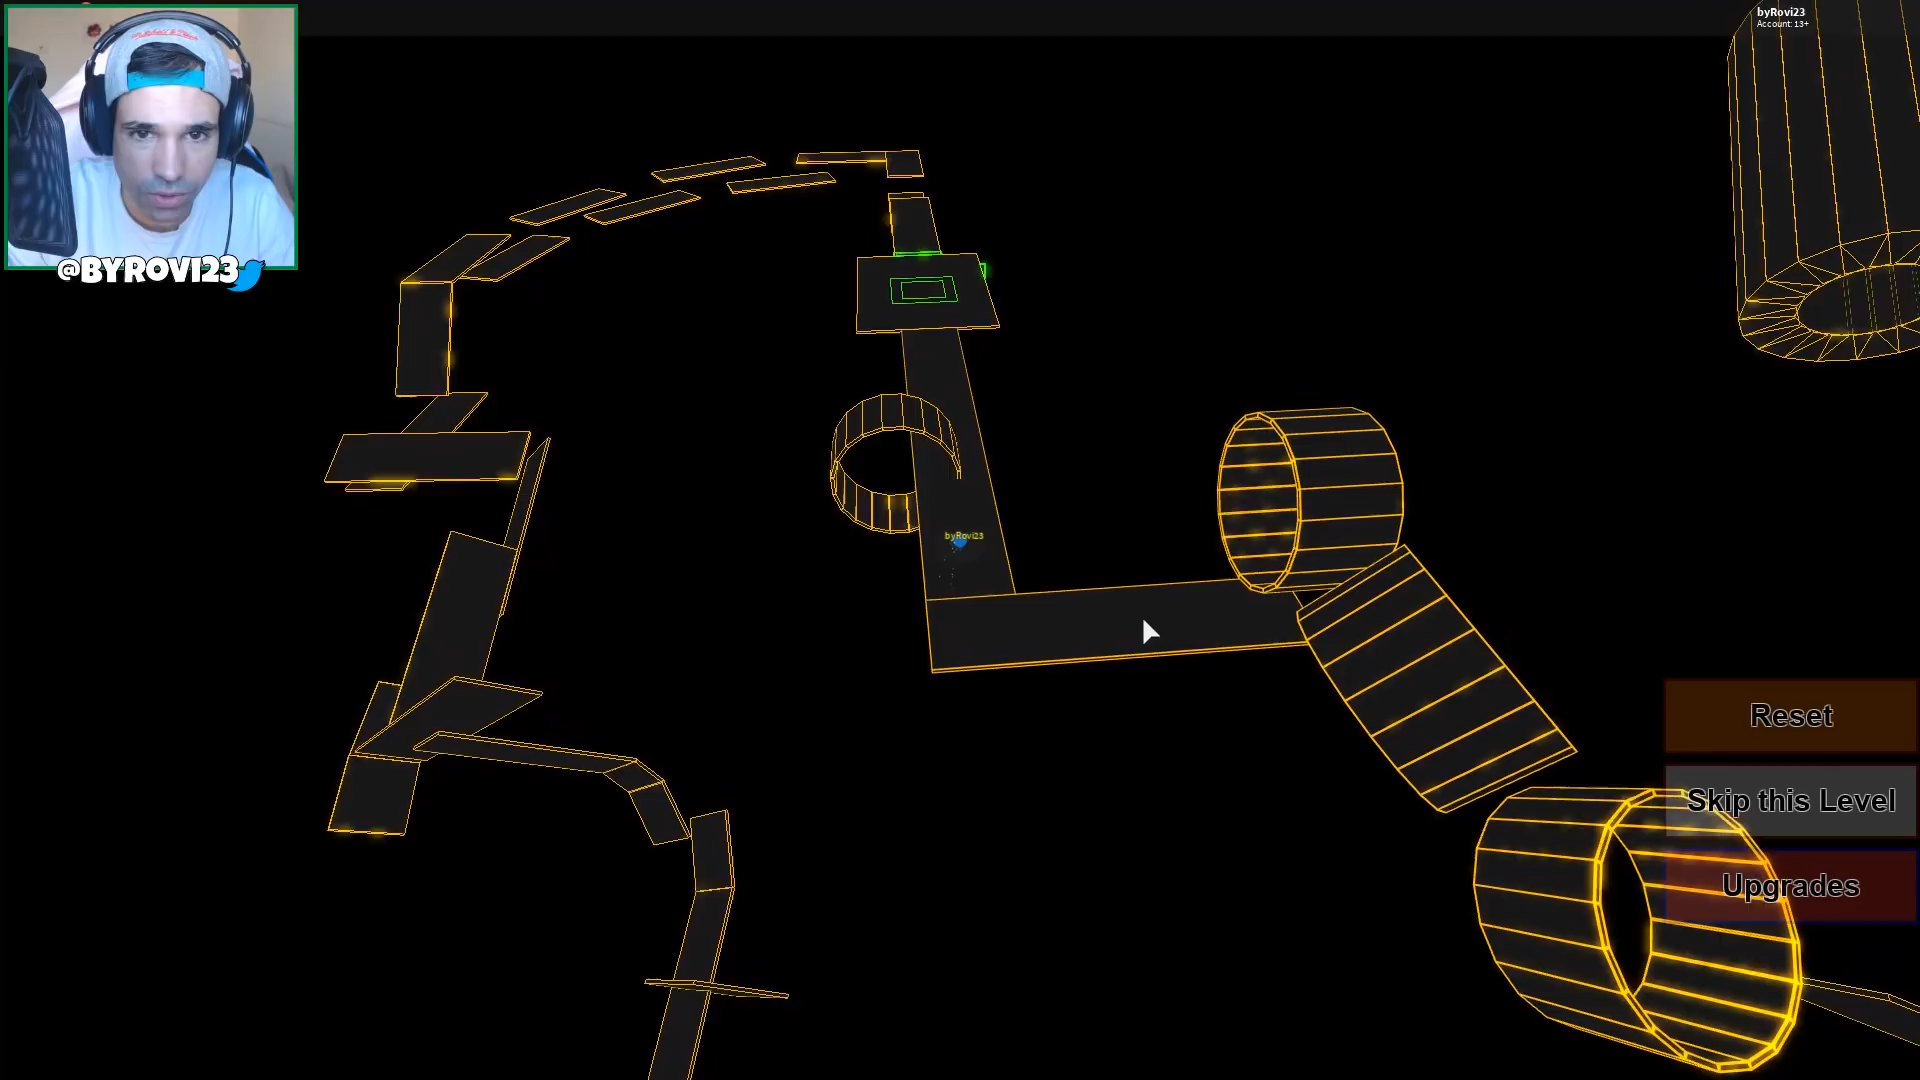 byRovi23
Account: 13+
@BYROVI23
byRovi23
Reset
Skip this Level
Upgrades